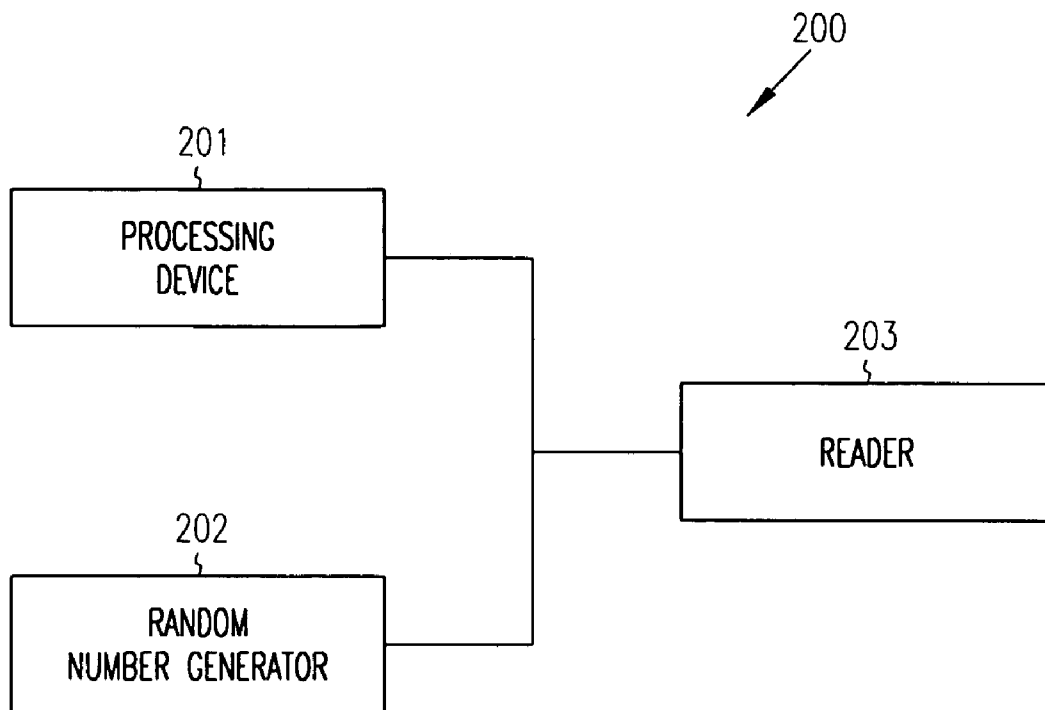 200
201
PROCESSING
DEVICE
203
READER
202
RANDOM
NUMBER GENERATOR